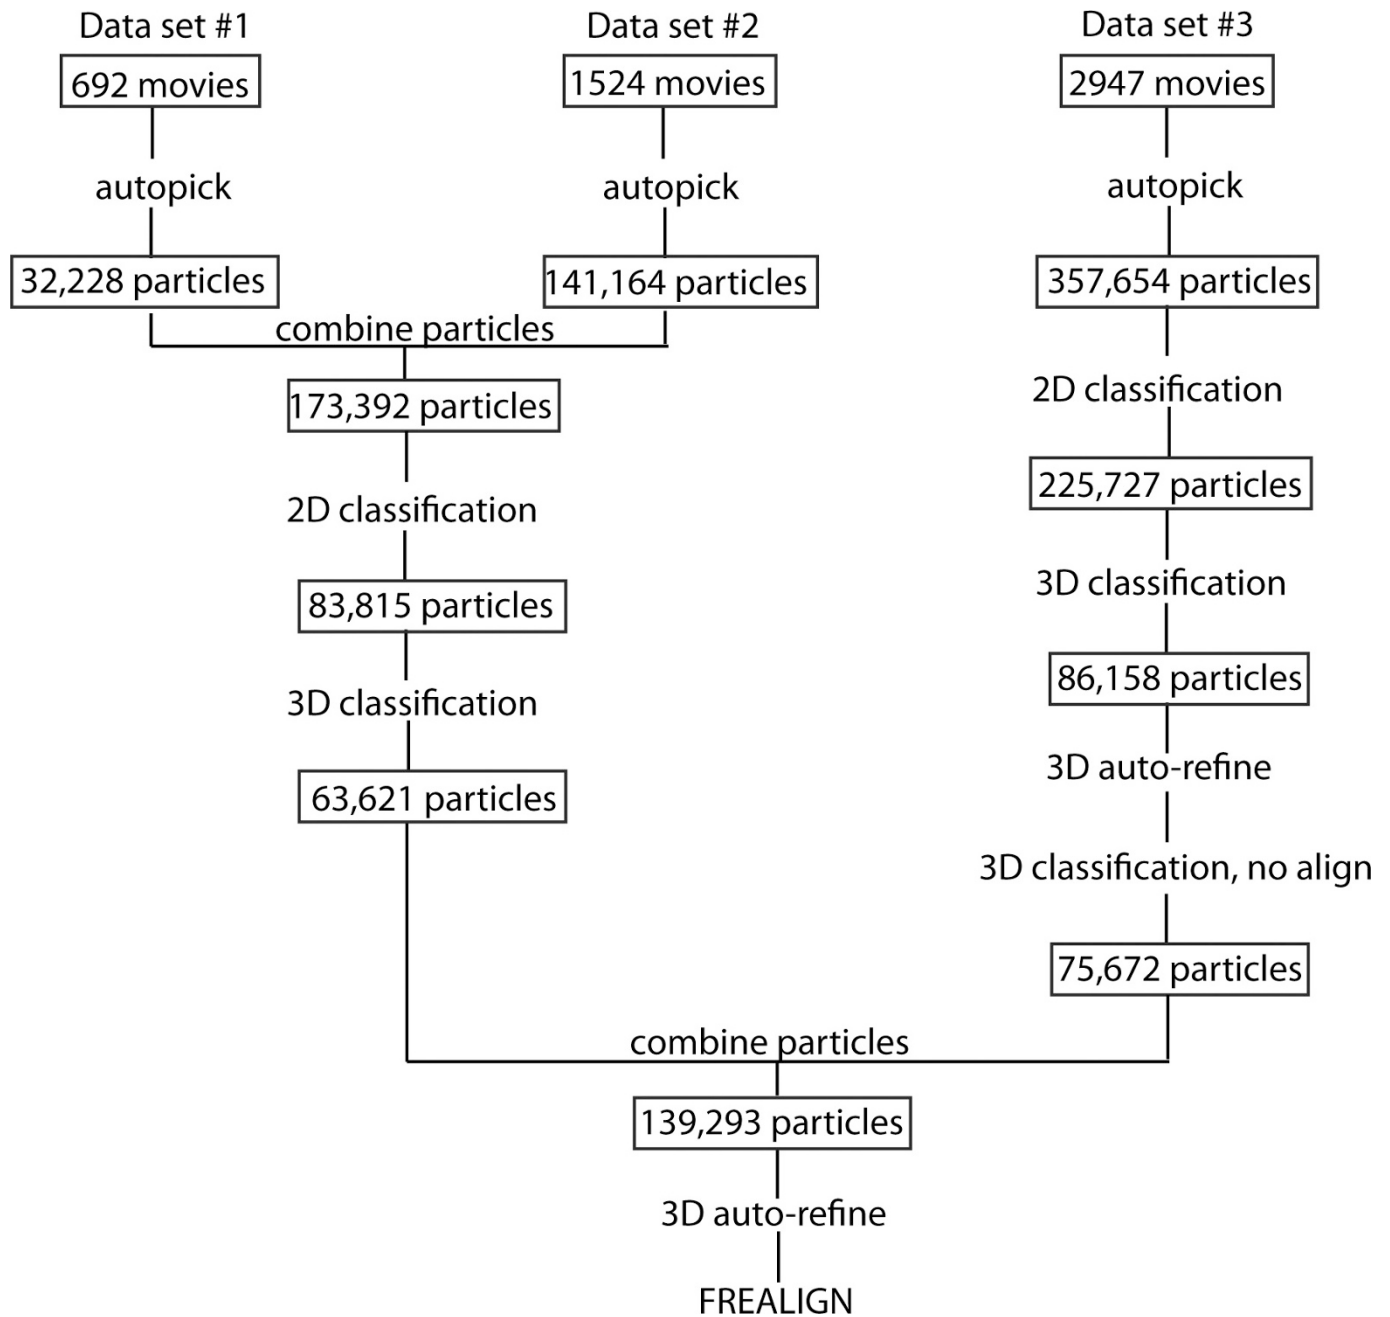 Data set #1
Data set #2
Data set #3
692 movies
1524 movies
2947 movies
autopick
autopick
autopick
32,228 particles
141,164 particles
357,654 particles
combine particles
173,392 particles
2D classification
225,727 particles
2D classification
83,815 particles
3D classification
86,158 particles
3D classification
63,621 particles
3D auto-refine
3D classification, no align
75,672 particles
combine particles
139,293 particles
3D auto-refine
FREALIGN